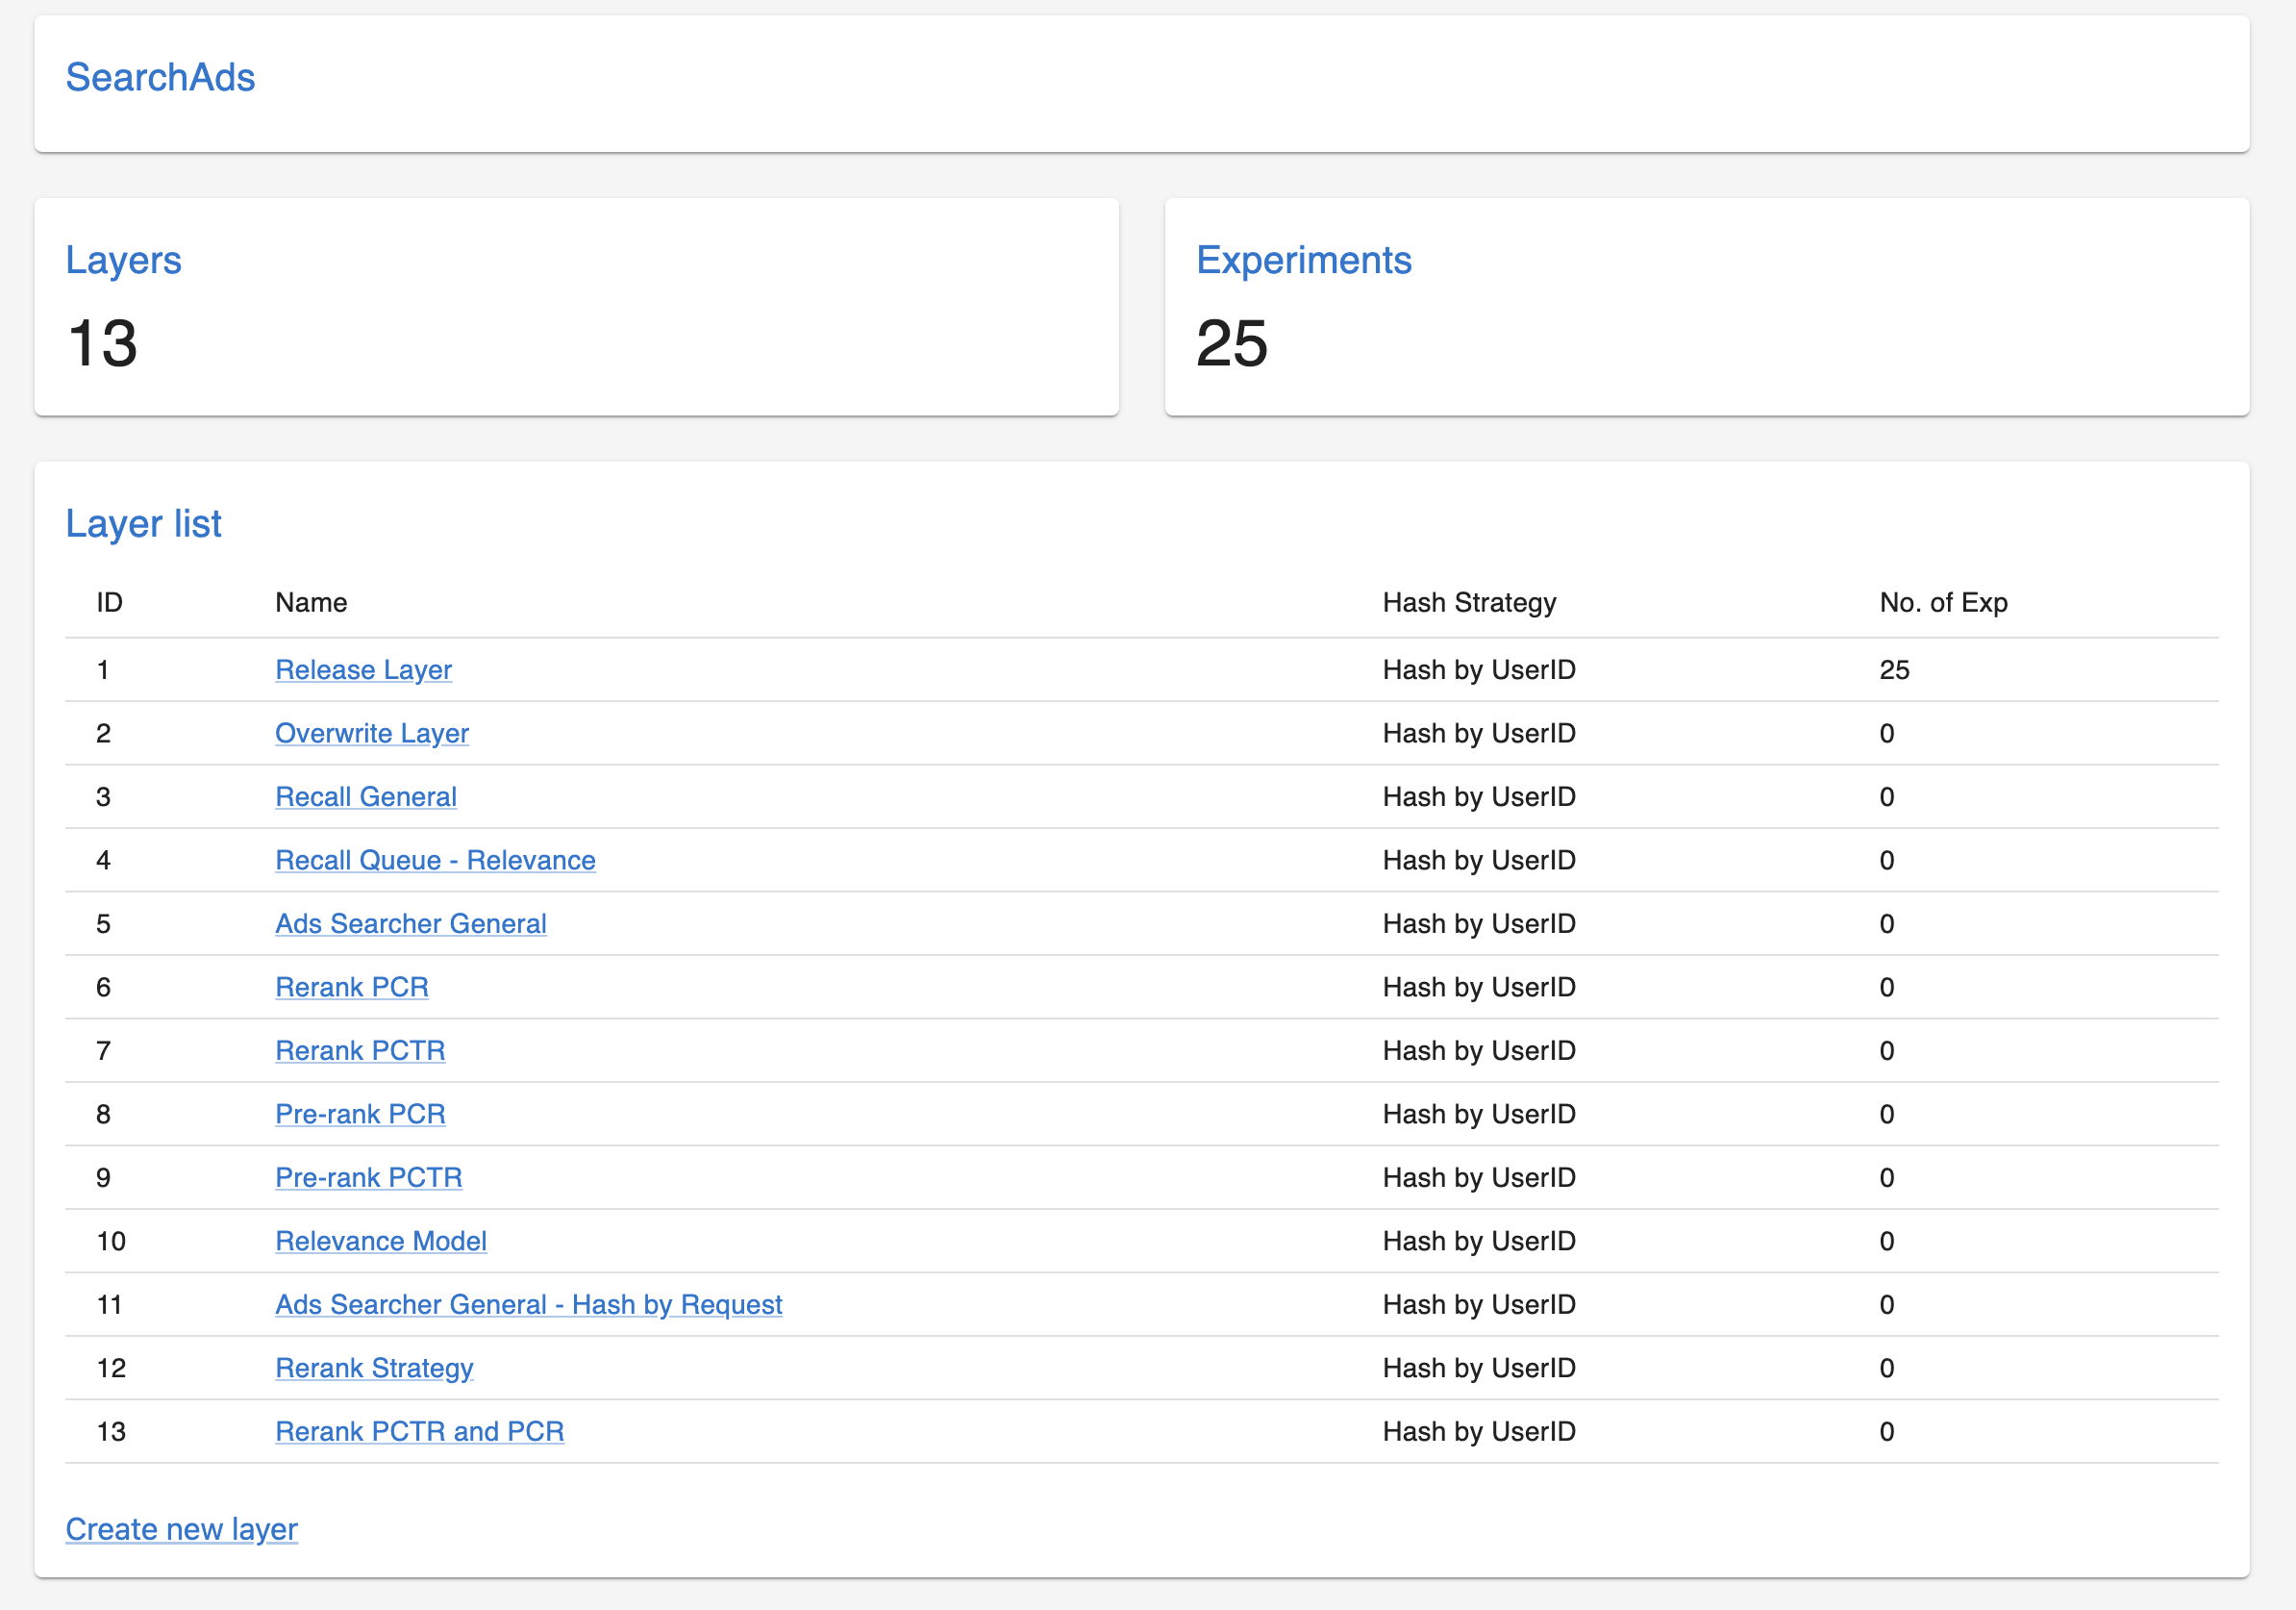 SearchAds
Layers
13
Experiments
25
Layer list
ID Name Hash Strategy No. of Exp
1 Release Layer Hash by UserID 25
2 Overwrite Layer Hash by UserID 0
3 Recall General Hash by UserID 0
4 Recall Queue - Relevance Hash by UserID 0
5 Ads Searcher General Hash by UserID 0
6 Rerank PCR Hash by UserID 0
7 Rerank PCTR Hash by UserID 0
8 Pre-rank PCR Hash by UserID 0
9 Pre-rank PCTR Hash by UserID 0
10 Relevance Model Hash by UserID 0
11 Ads Searcher General - Hash by Request Hash by UserID 0
12 Rerank Strategy Hash by UserID 0
13 Rerank PCTR and PCR Hash by UserID 0
Create new layer